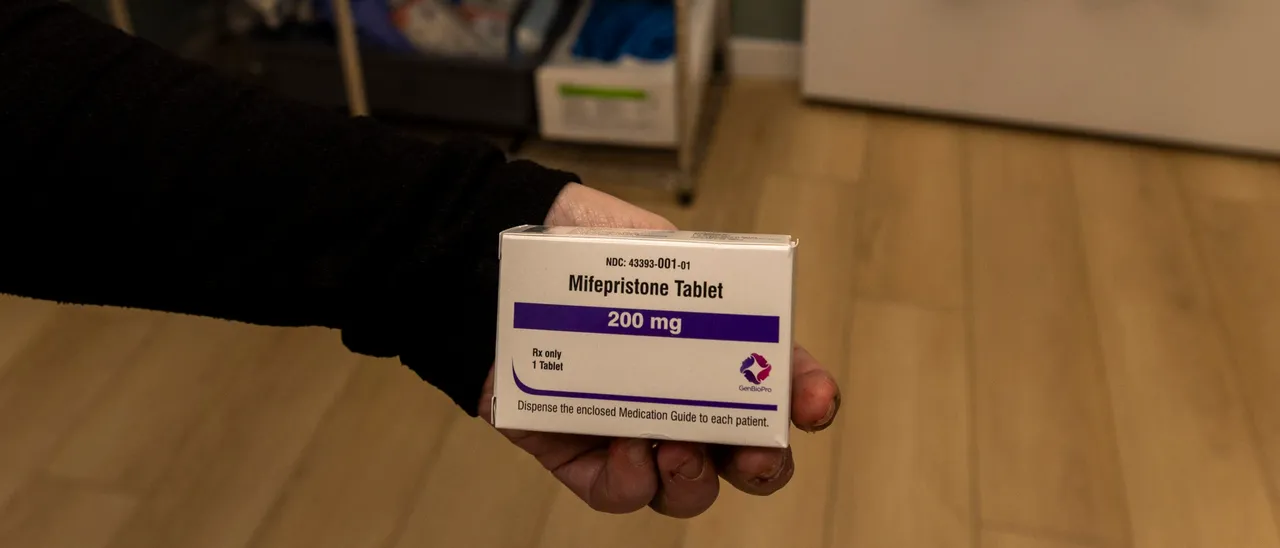 NDC: 43393-001-01
Mifepristone Tablet
200 mg
Rx only
1 Tablet
GenBioPro
Dispense the enclosed Medication Guide to each patient.